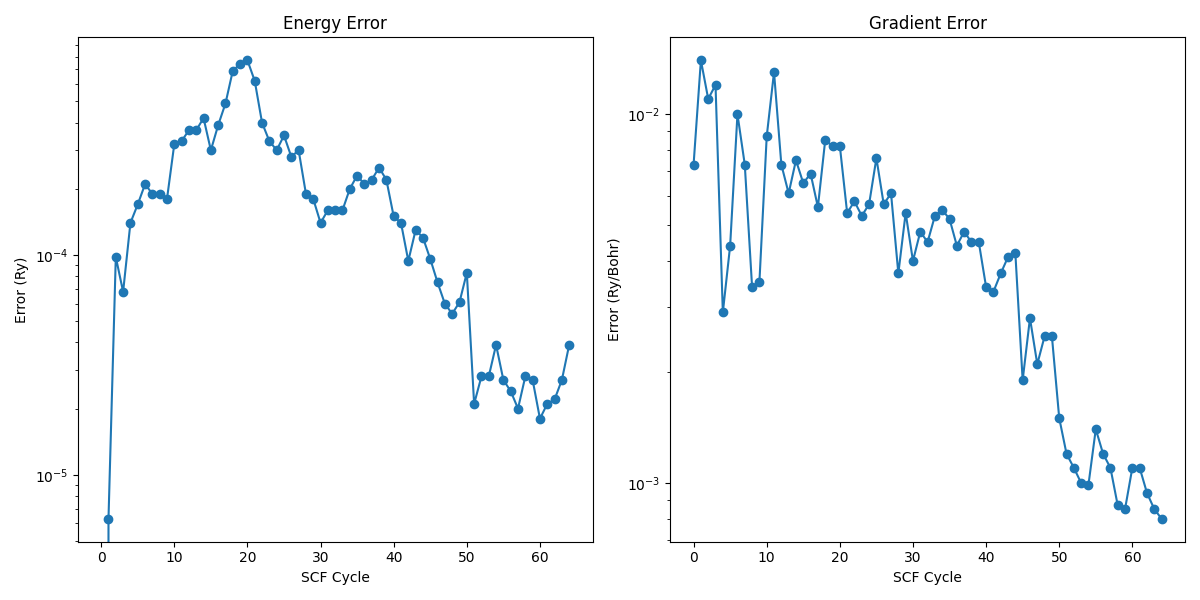 Energy Error
Error (Ry)
10⁻⁴
10⁻⁵
0 10 20 30 40 50 60
SCF Cycle
Gradient Error
Error (Ry/Bohr)
10⁻²
10⁻³
0 10 20 30 40 50 60
SCF Cycle